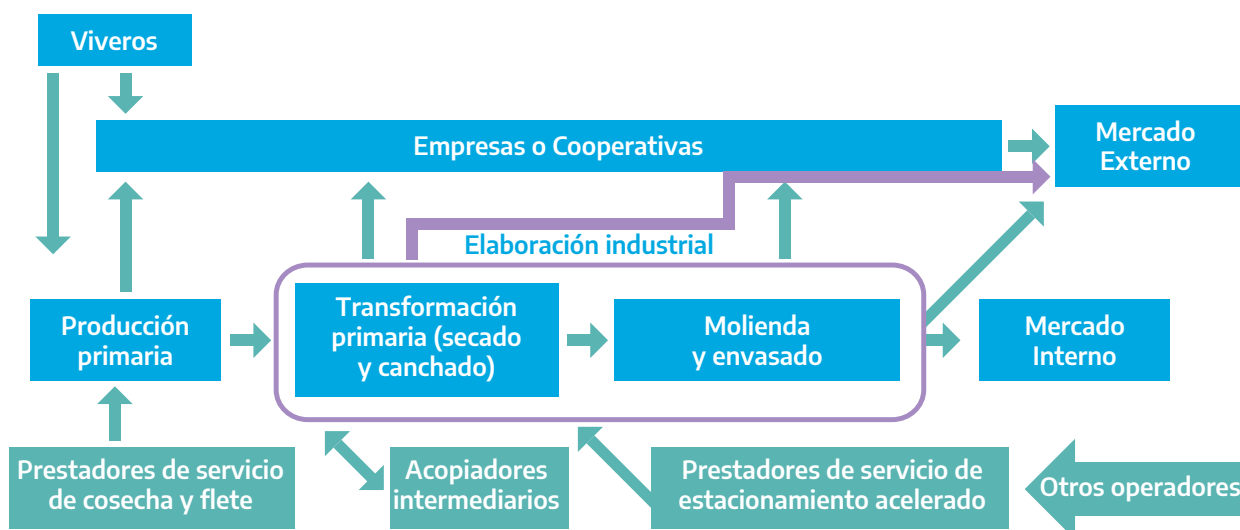 Viveros
Empresas o Cooperativas
Mercado
Externo
Elaboración industrial
Producción
primaria
Transformación
primaria (secado
y canchado)
Molienda
y envasado
Mercado
Interno
Prestadores de servicio
de cosecha y flete
Acopiadores
intermediarios
Prestadores de servicio de
estacionamiento acelerado
Otros operadores